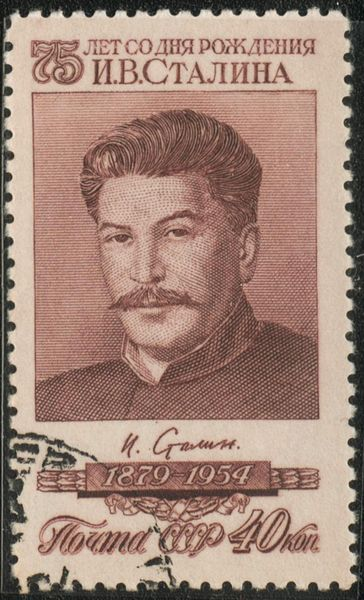 75 ЛЕТ СО ДНЯ РОЖДЕНИЯ
И.В.СТАЛИНА
И. Сталин.
1879-1954
Почта СССР 40 коп